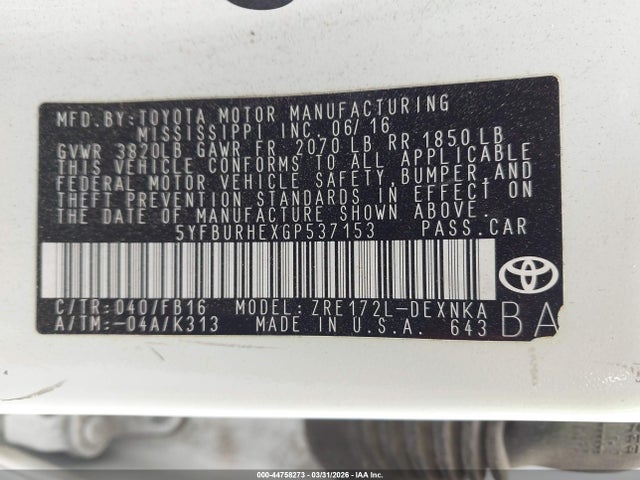 MFD.BY:TOYOTA MOTOR MANUFACTURING
MISSISSIPPI INC.06/16
GVWR 3820LB GAWR FR 2070 LB RR 1850LB
THIS VEHICLE CONFORMS TO ALL APPLICABLE
FEDERAL MOTOR VEHICLE SAFETY,BUMPER,AND
THEFT PREVENTION STANDARDS IN EFFECT ON
THE DATE OF MANUFACTURE SHOWN ABOVE.
5YFBURHEXGP537153 PASS.CAR
C/TR:040/FB16 MODEL:ZRE172L-DEXNKA
A/TM:-04A/K313 MADE IN U.S.A. 643
BA
000-44758273 | 03/31/2026 | IAA Inc.